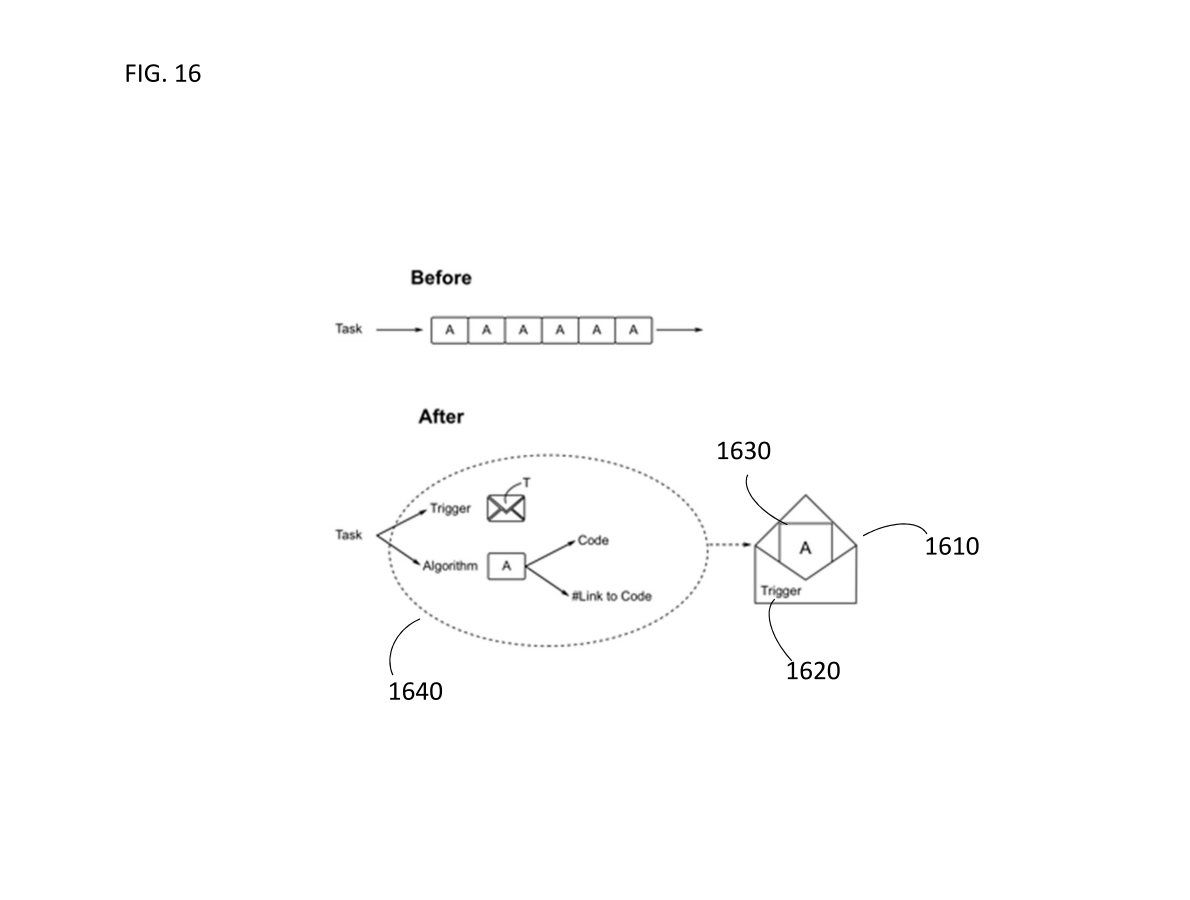 FIG. 16
Before
Task
A A A A A A
After
1630
T
Trigger
Task
Code
A
1610
Algorithm
A
#Link to Code
Trigger
1620
1640